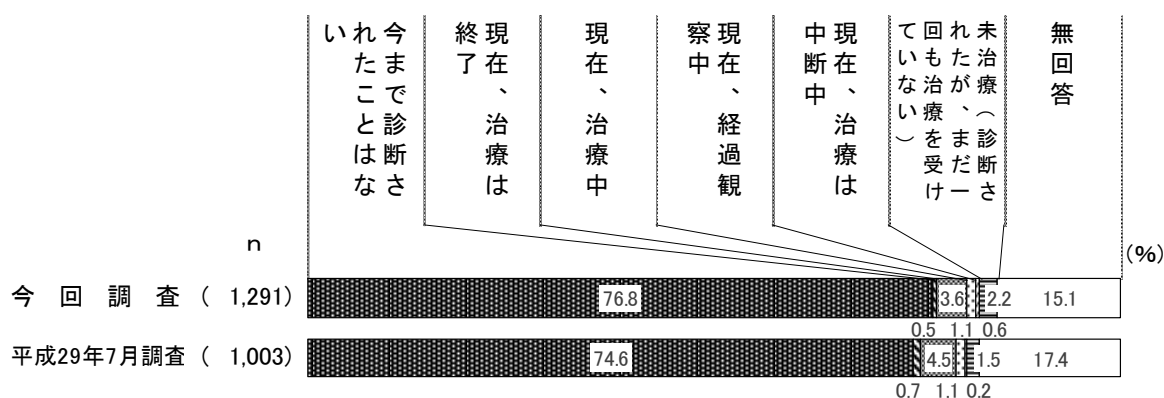 今まで診断さ
れたことはな
い
現在、治療は
終了
現在、治療中
現在、経過観
察中
現在、治療は
中断中
未治療（診断さ
れたが、まだ一
回も治療を受け
ていない）
無回答
n
(%)
今回調査 ( 1,291)
76.8
3.6
2.2
15.1
0.5
1.1
0.6
平成29年7月調査 ( 1,003)
74.6
4.5
1.5
17.4
0.7
1.1
0.2